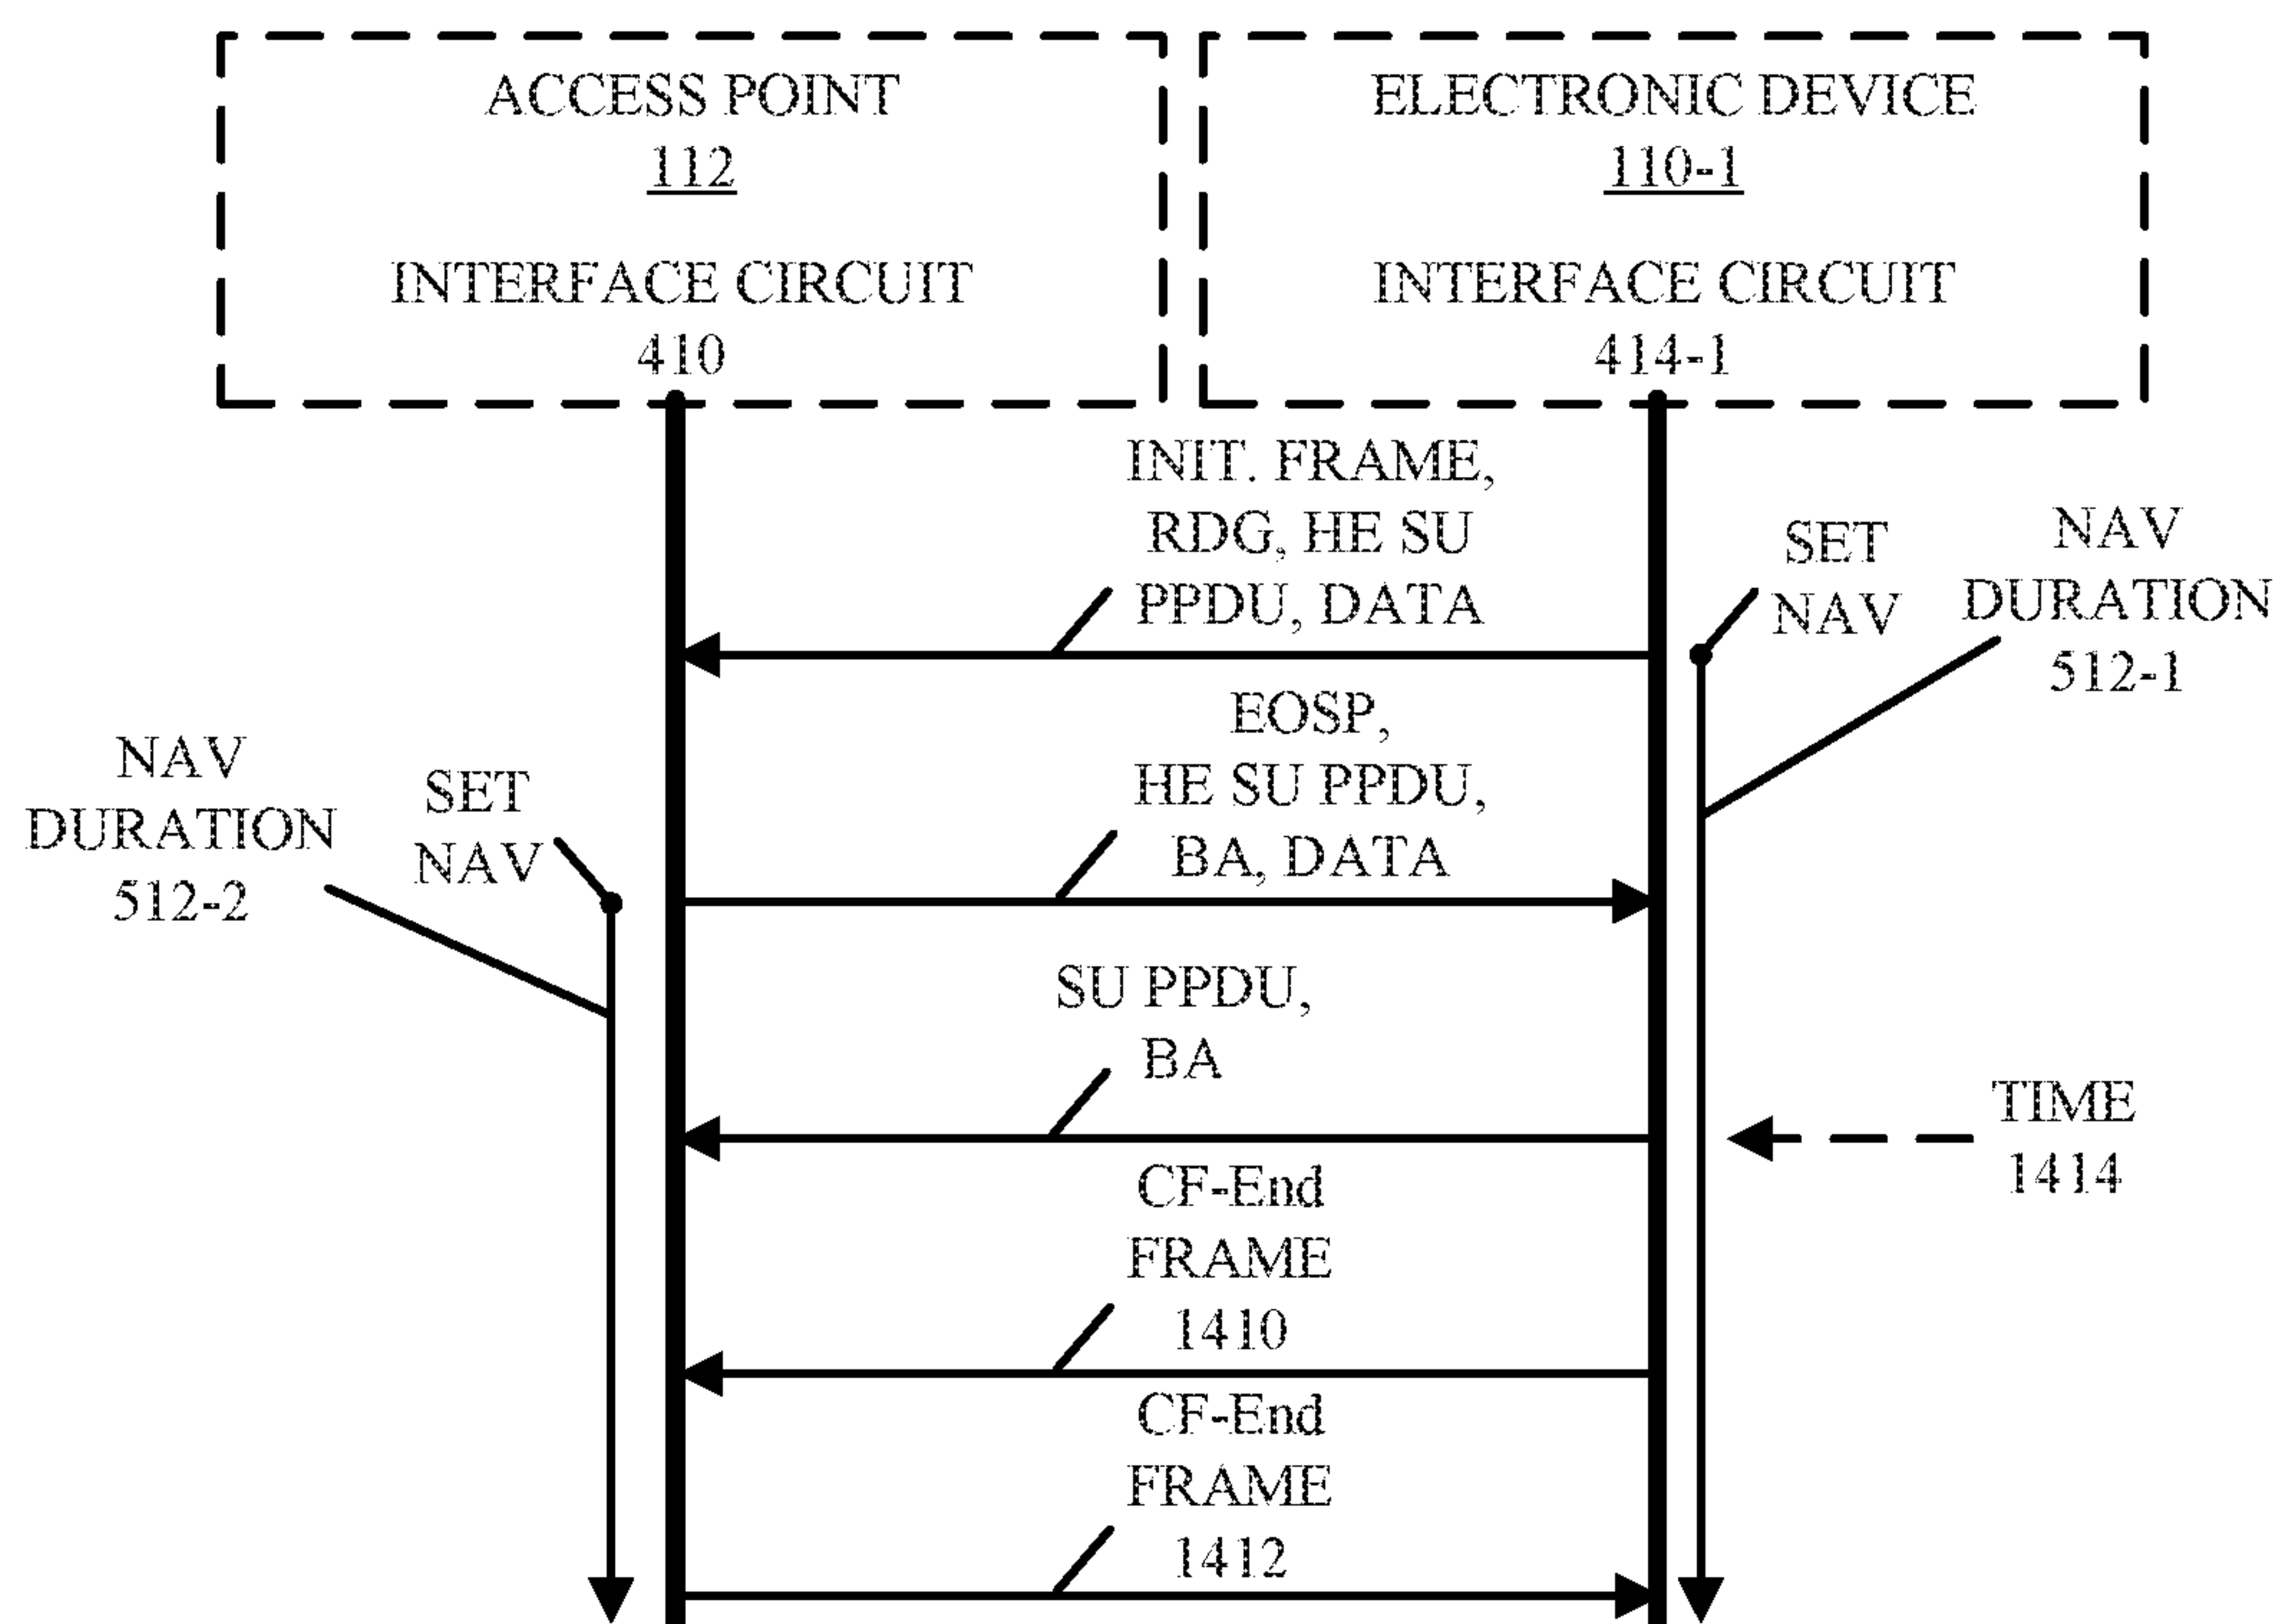 ACCESS POINT
112
INTERFACE CIRCUIT
410
ELECTRONIC DEVICE
110-1
INTERFACE CIRCUIT
414-1
INIT. FRAME,
RDG, HE SU
PPDU, DATA
SET
NAV
NAV
DURATION
512-1
EOSP,
HE SU PPDU,
BA, DATA
NAV
DURATION
512-2
SET
NAV
SU PPDU,
BA
TIME
1414
CF-End
FRAME
1410
CF-End
FRAME
1412